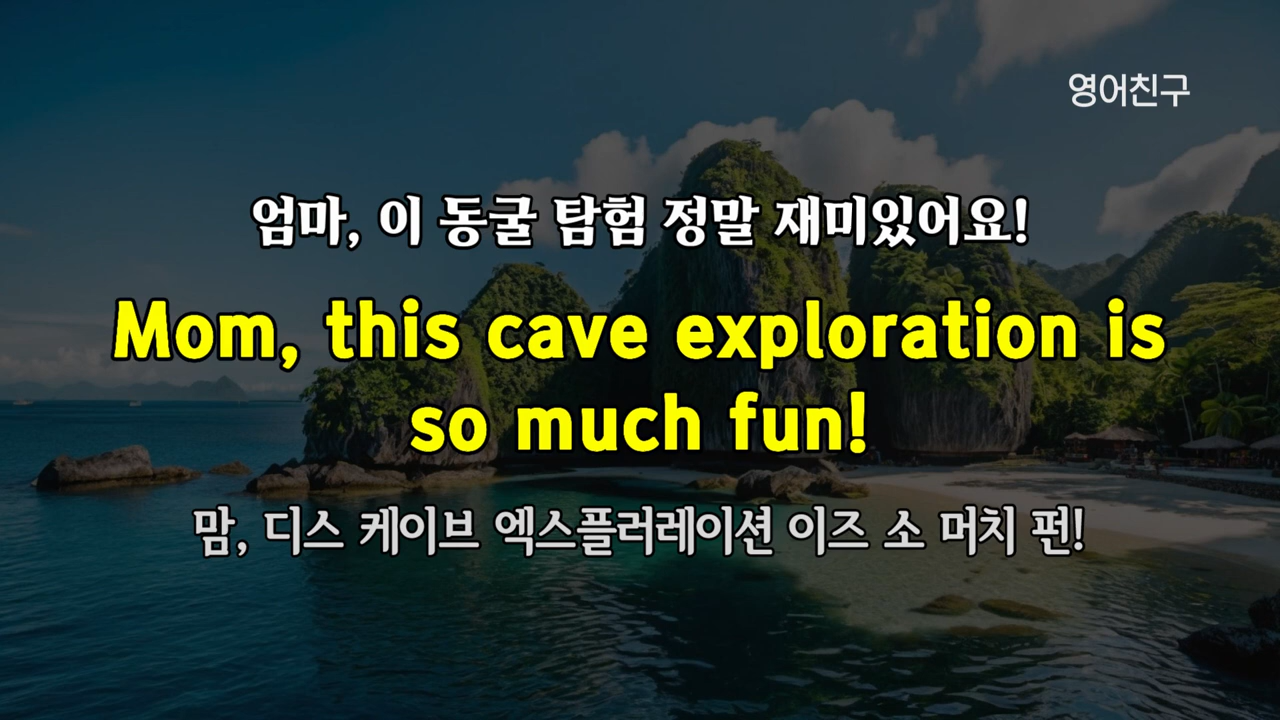 영어친구
엄마, 이 동굴 탐험 정말 재미있어요!
Mom, this cave exploration is
so much fun!
맘, 디스 케이브 엑스플러레이션 이즈 소 머치 펀!